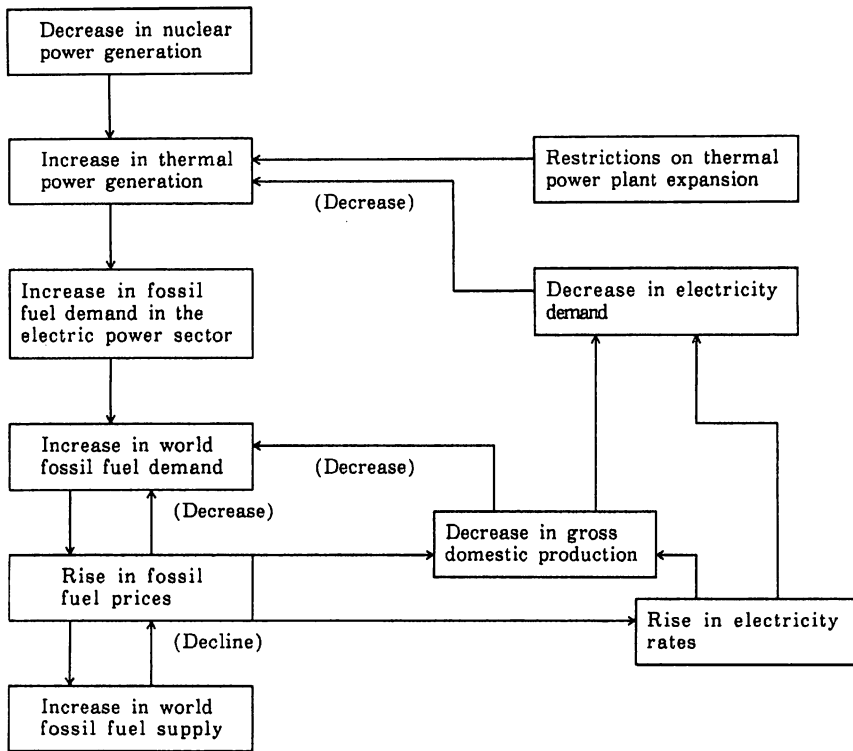 Decrease in nuclear
power generation
Increase in thermal
power generation
Restrictions on thermal
power plant expansion
(Decrease)
Increase in fossil
fuel demand in the
electric power sector
Decrease in electricity
demand
Increase in world
fossil fuel demand
(Decrease)
(Decrease)
Decrease in gross
domestic production
Rise in fossil
fuel prices
Rise in electricity
rates
(Decline)
Increase in world
fossil fuel supply